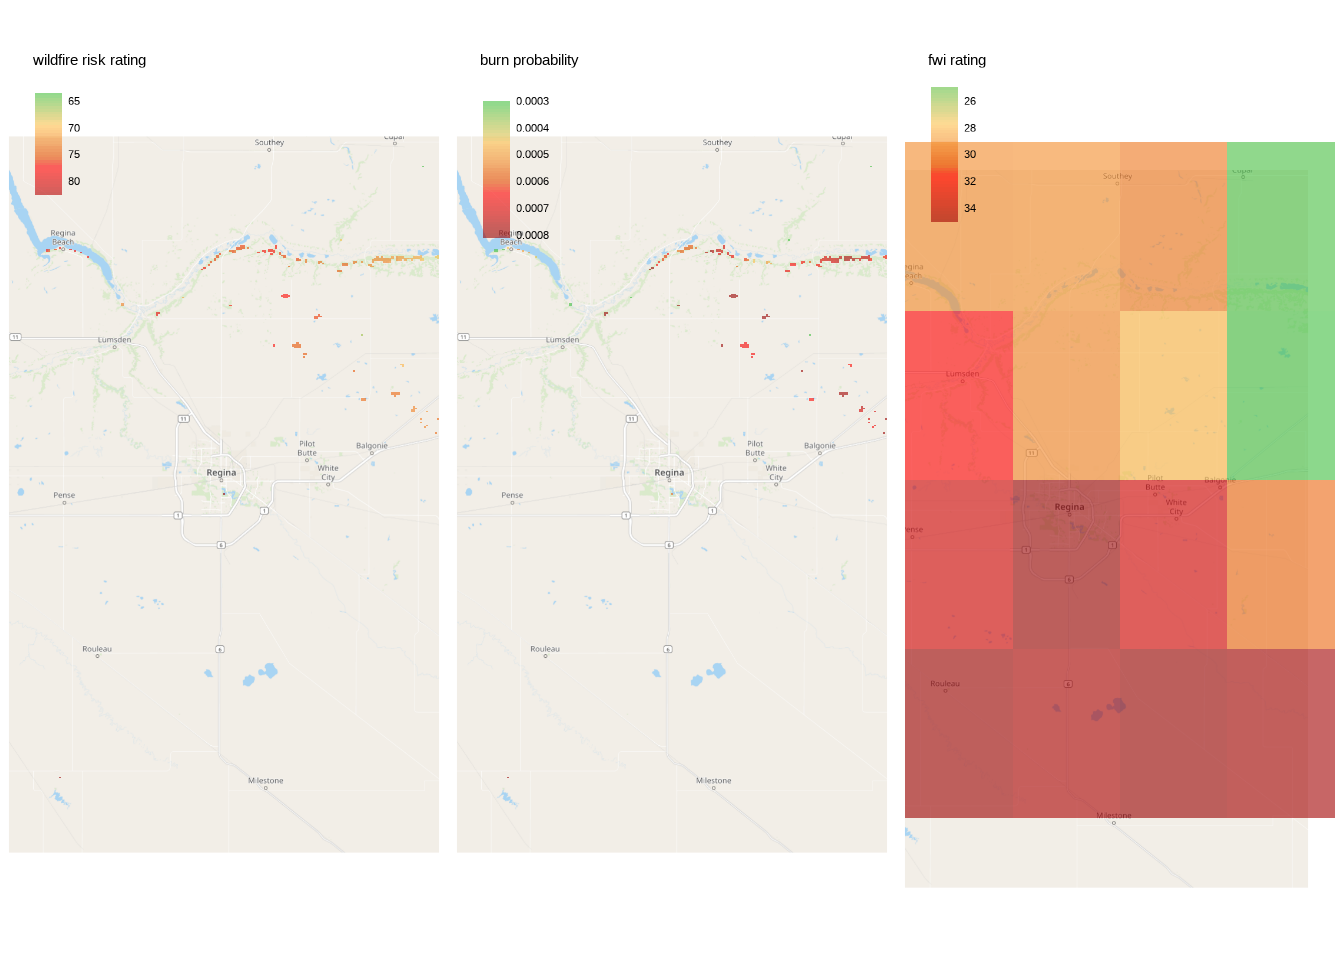 wildfire risk rating
65
70
75
80
Southey
Cupar
Regina
Beach
11
Lumsden
11
Pilot
Butte
Balgonie
Regina
White
City
Pense
1
1
6
Rouleau
6
Milestone
burn probability
0.0003
0.0004
0.0005
0.0006
0.0007
0.0008
Southey
Cupar
Regina
Beach
Lumsden
11
Pilot
Butte
Balgonie
Regina
White
City
Pense
1
1
6
Rouleau
6
Milestone
fwi rating
26
28
30
32
34
Southey
Cupar
Lumsden
11
Pilot
Butte
Balgonie
Regina
White
City
1
1
6
Rouleau
6
Milestone